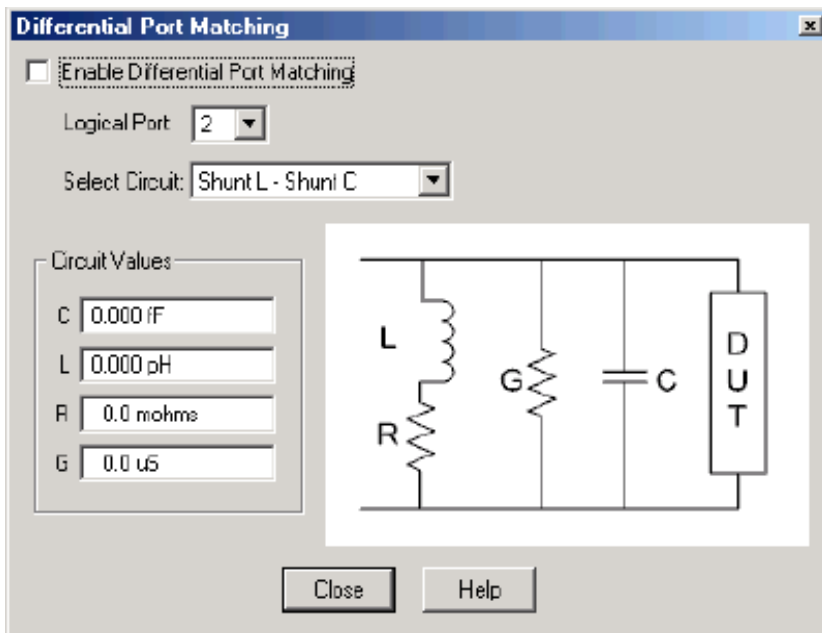 Differential Port Matching
Enable Differential Port Matching
Logical Port 2
Select Circuit: Shunt L - Shunt C
Circuit Values
C 0.000 fF
L 0.000 pH
R 0.0 mohms
G 0.0 uS
L
R
G
C
D
U
T
Close
Help